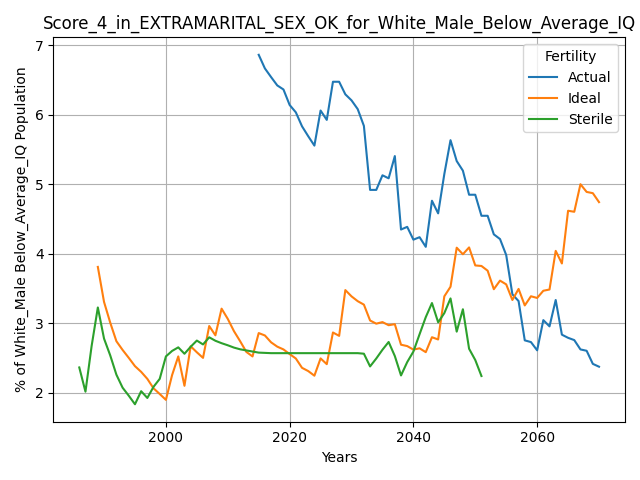 Score_4_in_EXTRAMARITAL_SEX_OK_for_White_Male_Below_Average_IQ
% of White_Male Below_Average_IQ Population
7
6
5
4
3
2
Fertility
Actual
Ideal
Sterile
2000 2020 2040 2060
Years